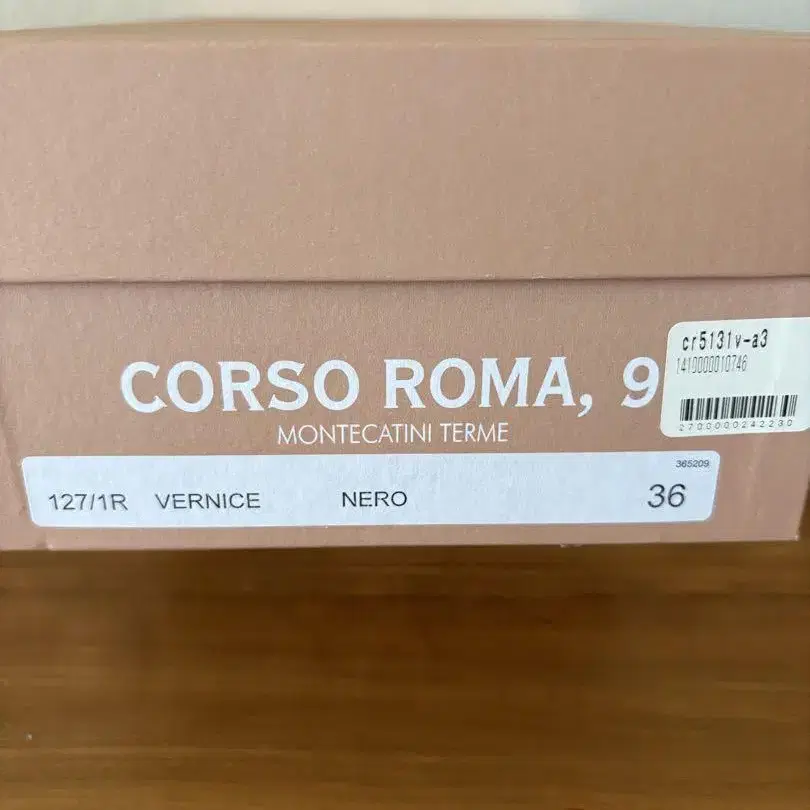 CORSO ROMA, 9
MONTECATINI TERME
cr5131v-a3
1410000010746
2700000242230
365209
127/1R VERNICE NERO 36